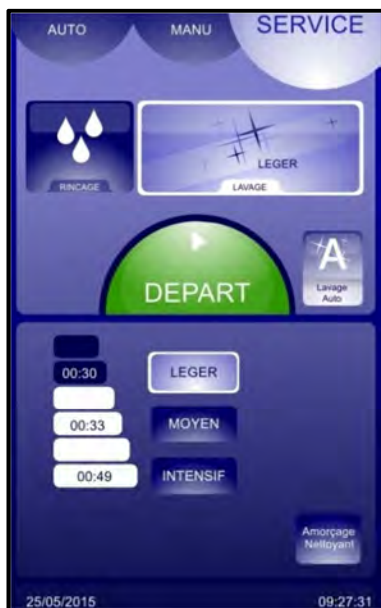 AUTO MANU SERVICE
LEGER
RINCAGE LAVAGE
DEPART
A
Lavage
Auto
00:30 LEGER
00:33 MOYEN
00:49 INTENSIF
Amorçage
Nettoyant
25/05/2015 09:27:31